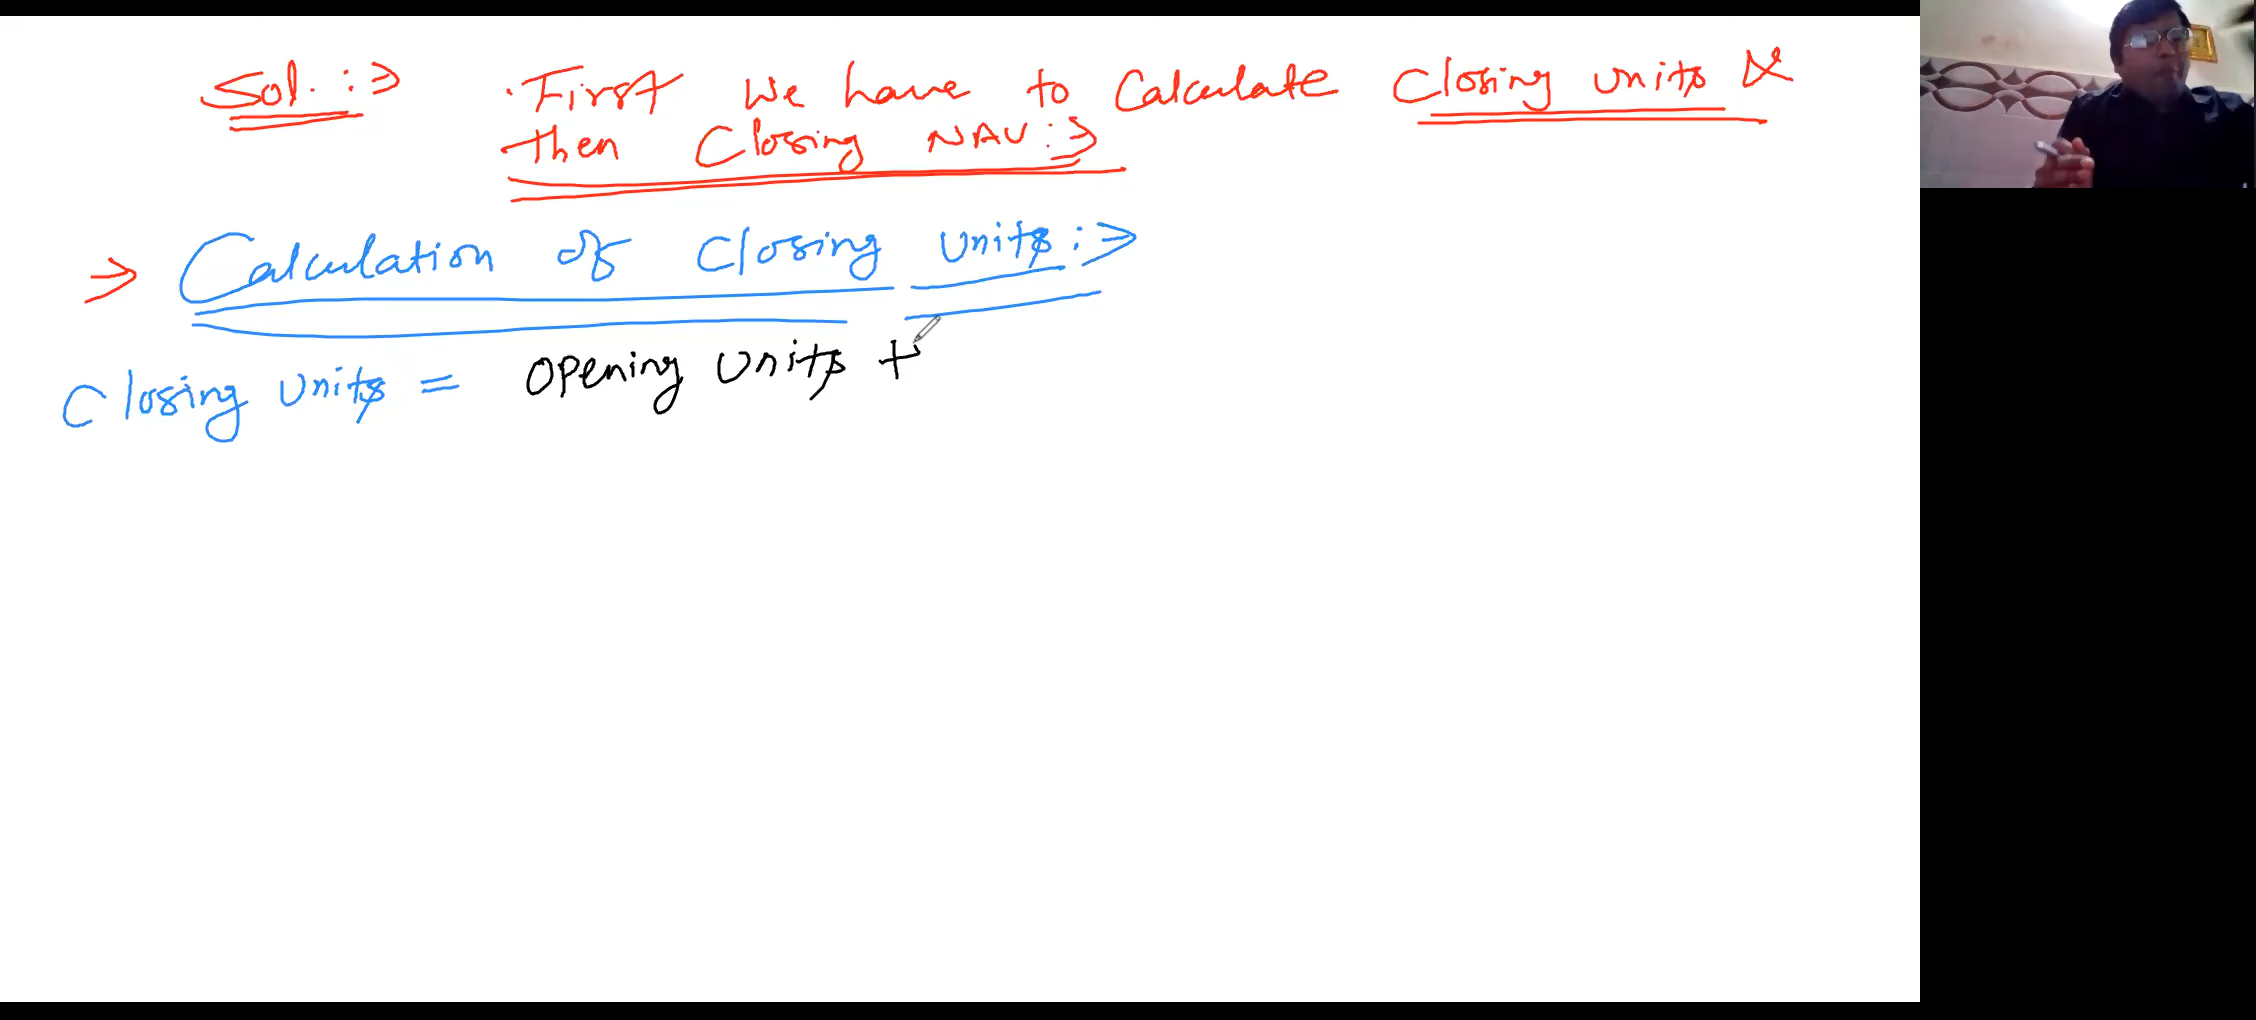 Sol. :⇒ . First we have to Calculate Closing units &
then Closing NAV :⇒
⇒ Calculation of Closing Units :⇒
Closing Units = Opening Units +